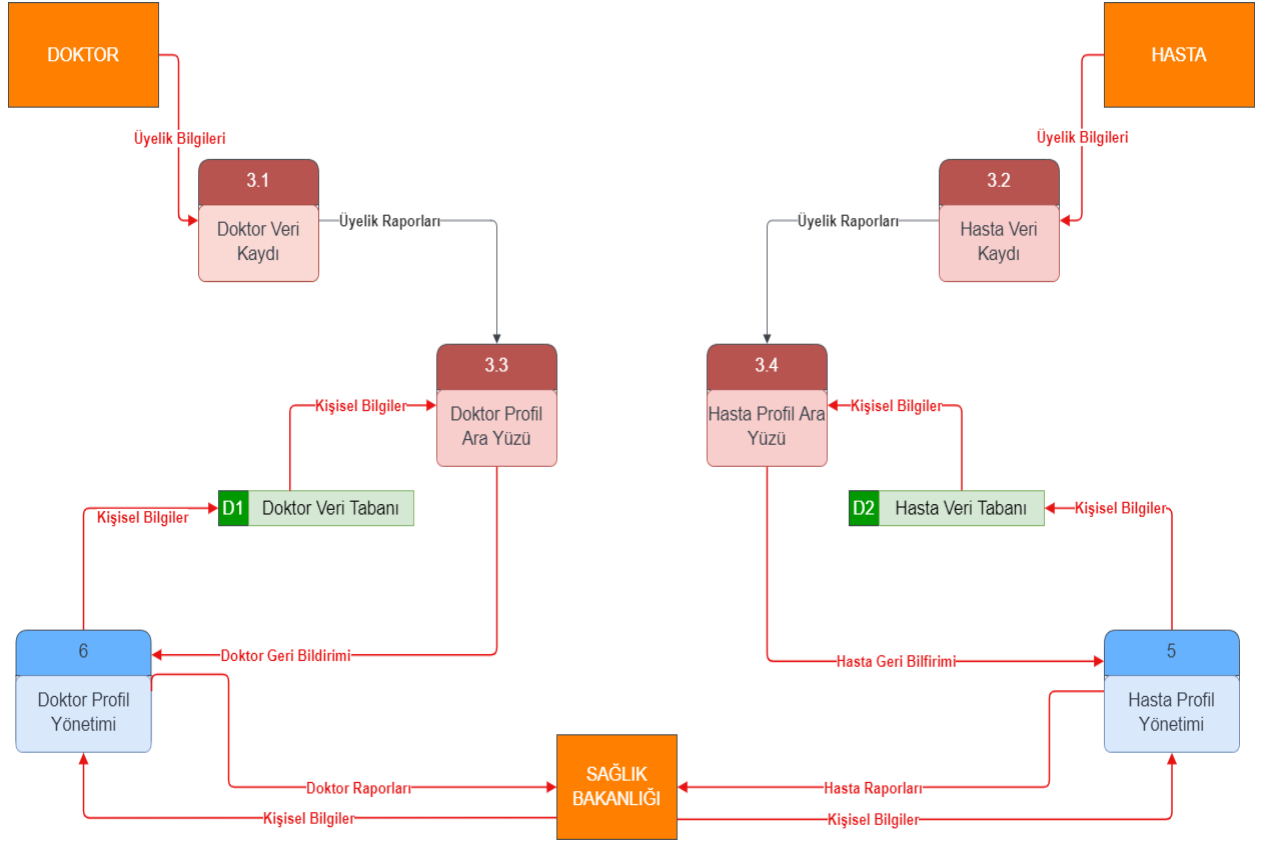 DOKTOR
HASTA
Üyelik Bilgileri
Üyelik Bilgileri
3.1
3.2
Doktor Veri
Kaydı
Üyelik Raporları
Üyelik Raporları
Hasta Veri
Kaydı
3.3
3.4
Kişisel Bilgiler
Doktor Profil
Ara Yüzü
Hasta Profil Ara
Yüzü
Kişisel Bilgiler
Kişisel Bilgiler
D1
Doktor Veri Tabanı
D2
Hasta Veri Tabanı
Kişisel Bilgiler
6
Doktor Geri Bildirimi
Hasta Geri Bilfirimi
5
Doktor Profil
Yönetimi
Hasta Profil
Yönetimi
Doktor Raporları
SAĞLIK
BAKANLIĞI
Hasta Raporları
Kişisel Bilgiler
Kişisel Bilgiler